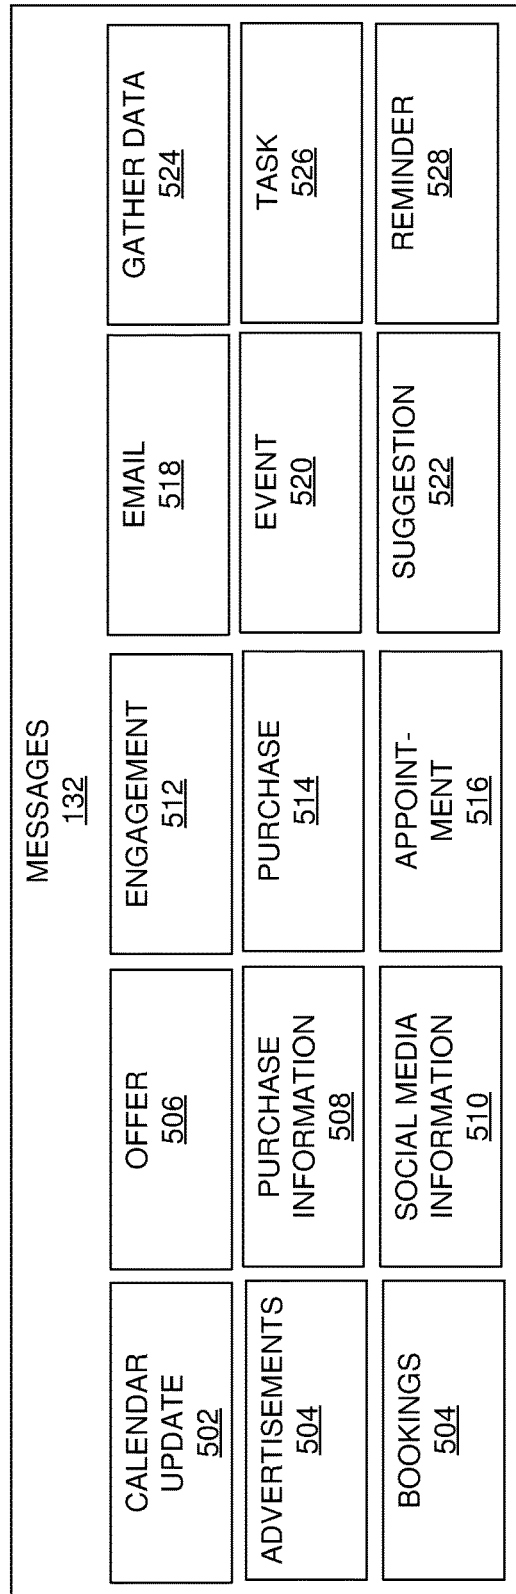 MESSAGES
132
CALENDAR
UPDATE
502
OFFER
506
ENGAGEMENT
512
EMAIL
518
GATHER DATA
524
ADVERTISEMENTS
504
PURCHASE
INFORMATION
508
PURCHASE
514
EVENT
520
TASK
526
BOOKINGS
504
SOCIAL MEDIA
INFORMATION
510
APPOINT-
MENT
516
SUGGESTION
522
REMINDER
528